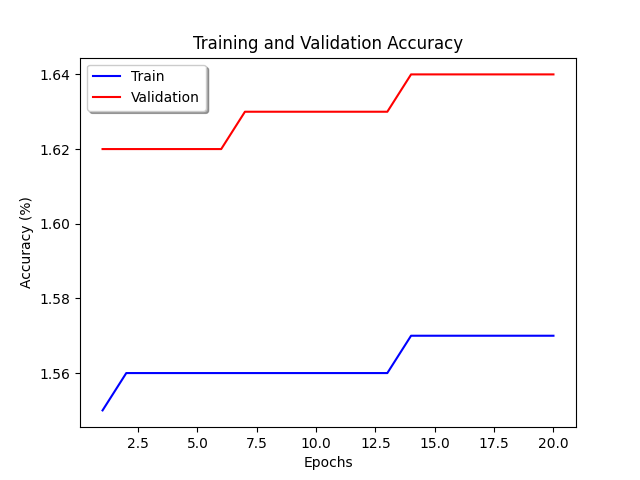 Training and Validation Accuracy
Train
Validation
1.64
1.62
1.60
1.58
1.56
Accuracy (%)
2.5 5.0 7.5 10.0 12.5 15.0 17.5 20.0
Epochs